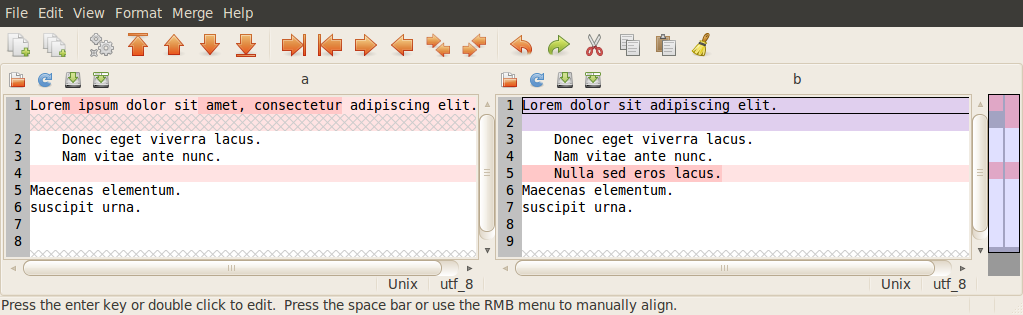 File Edit View Format Merge Help
a
1 Lorem ipsum dolor sit amet, consectetur adipiscing elit.
2     Donec eget viverra lacus.
3     Nam vitae ante nunc.
4
5 Maecenas elementum.
6 suscipit urna.
7
8
Unix utf_8
b
1 Lorem dolor sit adipiscing elit.
2
3     Donec eget viverra lacus.
4     Nam vitae ante nunc.
5     Nulla sed eros lacus.
6 Maecenas elementum.
7 suscipit urna.
8
9
Unix utf_8
Press the enter key or double click to edit.  Press the space bar or use the RMB menu to manually align.